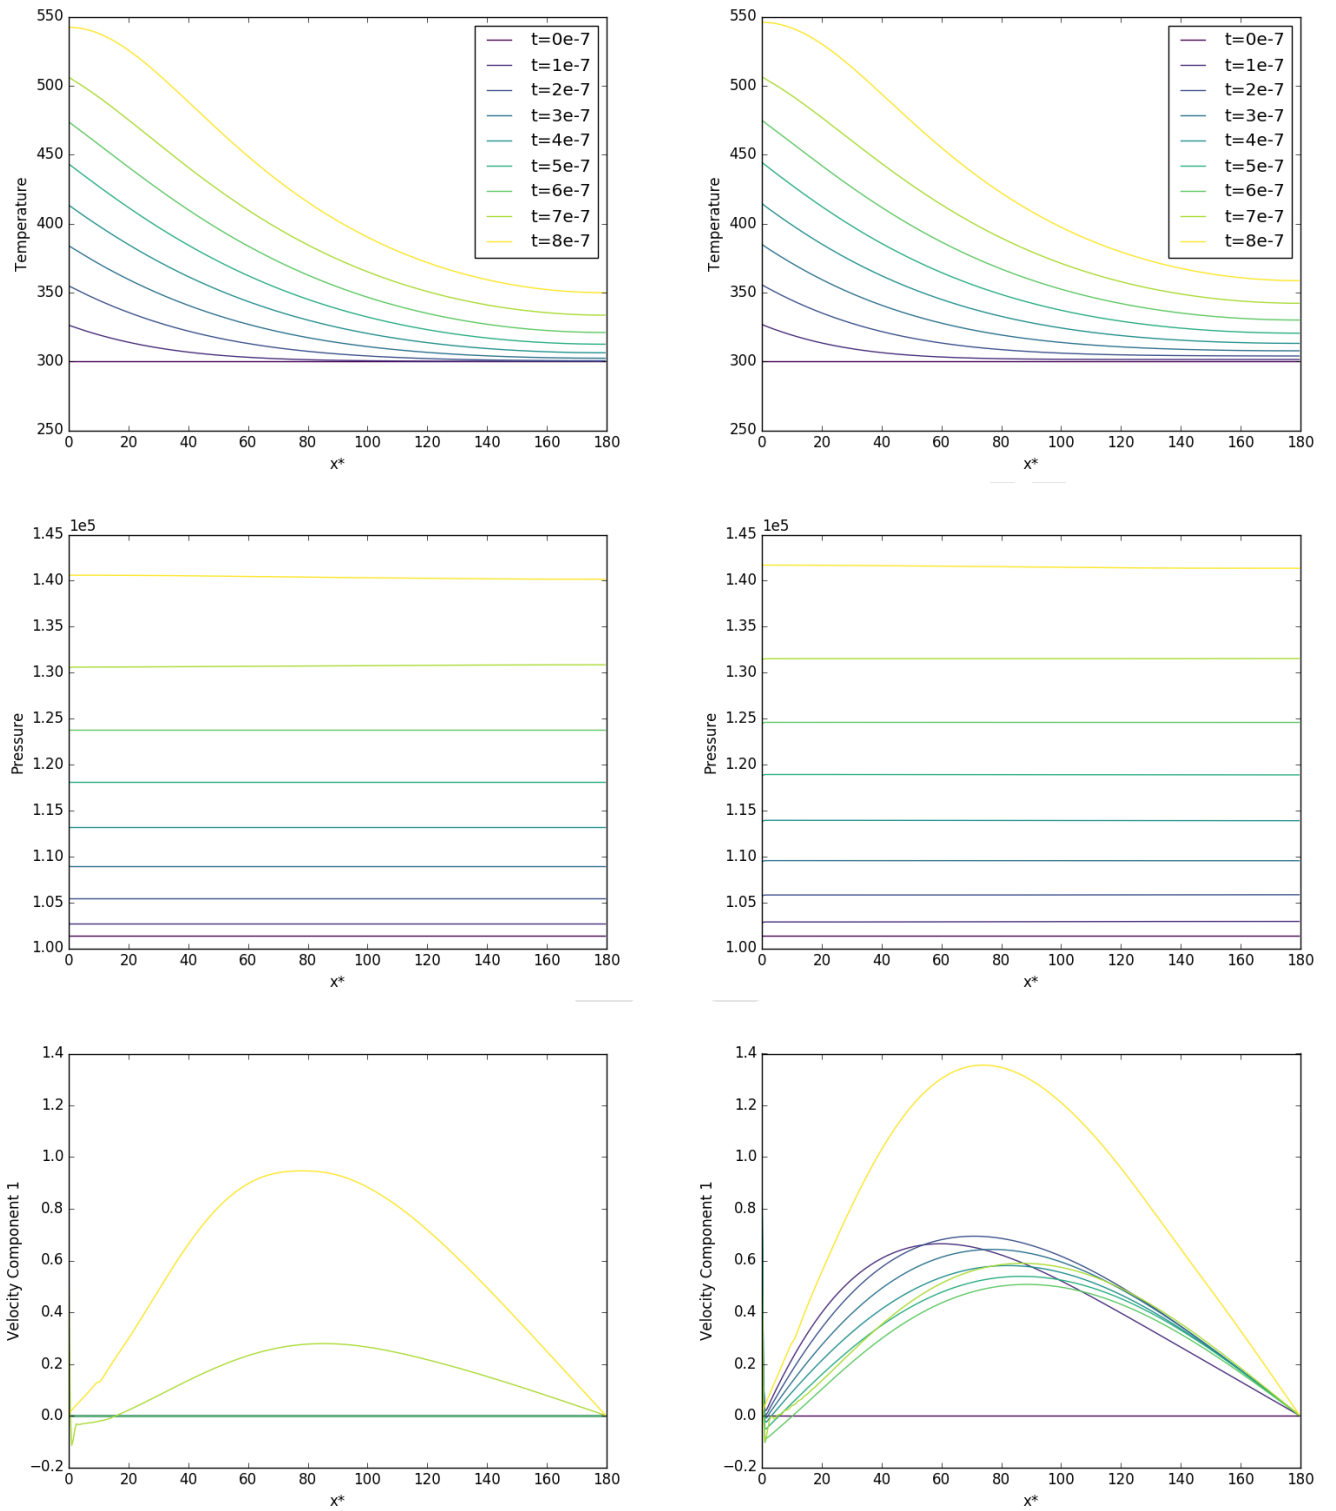 550
500
450
400
350
300
250
Temperature
0 20 40 60 80 100 120 140 160 180
x*
t=0e-7
t=1e-7
t=2e-7
t=3e-7
t=4e-7
t=5e-7
t=6e-7
t=7e-7
t=8e-7
550
500
450
400
350
300
250
Temperature
0 20 40 60 80 100 120 140 160 180
x*
t=0e-7
t=1e-7
t=2e-7
t=3e-7
t=4e-7
t=5e-7
t=6e-7
t=7e-7
t=8e-7
1e5
1.45
1.40
1.35
1.30
1.25
1.20
1.15
1.10
1.05
1.00
Pressure
0 20 40 60 80 100 120 140 160 180
x*
1e5
1.45
1.40
1.35
1.30
1.25
1.20
1.15
1.10
1.05
1.00
Pressure
0 20 40 60 80 100 120 140 160 180
x*
1.4
1.2
1.0
0.8
0.6
0.4
0.2
0.0
−0.2
Velocity Component 1
0 20 40 60 80 100 120 140 160 180
x*
1.4
1.2
1.0
0.8
0.6
0.4
0.2
0.0
−0.2
Velocity Component 1
0 20 40 60 80 100 120 140 160 180
x*